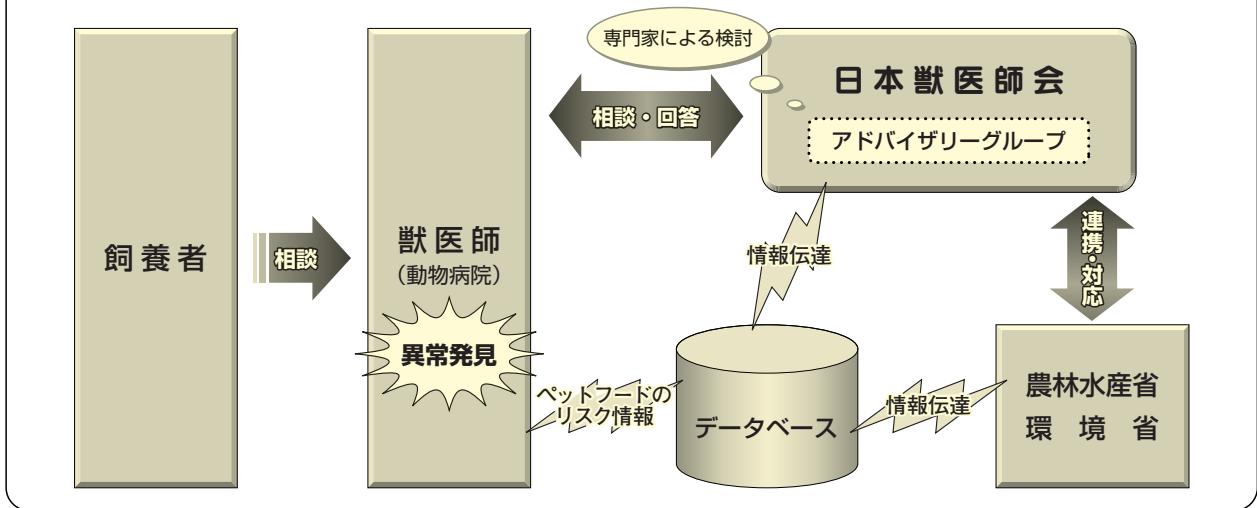 専門家による検討
日本獣医師会
アドバイザリーグループ
相談・回答
飼養者
相談
獣医師
（動物病院）
異常発見
情報伝達
連携・対応
ペットフードの
リスク情報
データベース
情報伝達
農林水産省
環境省